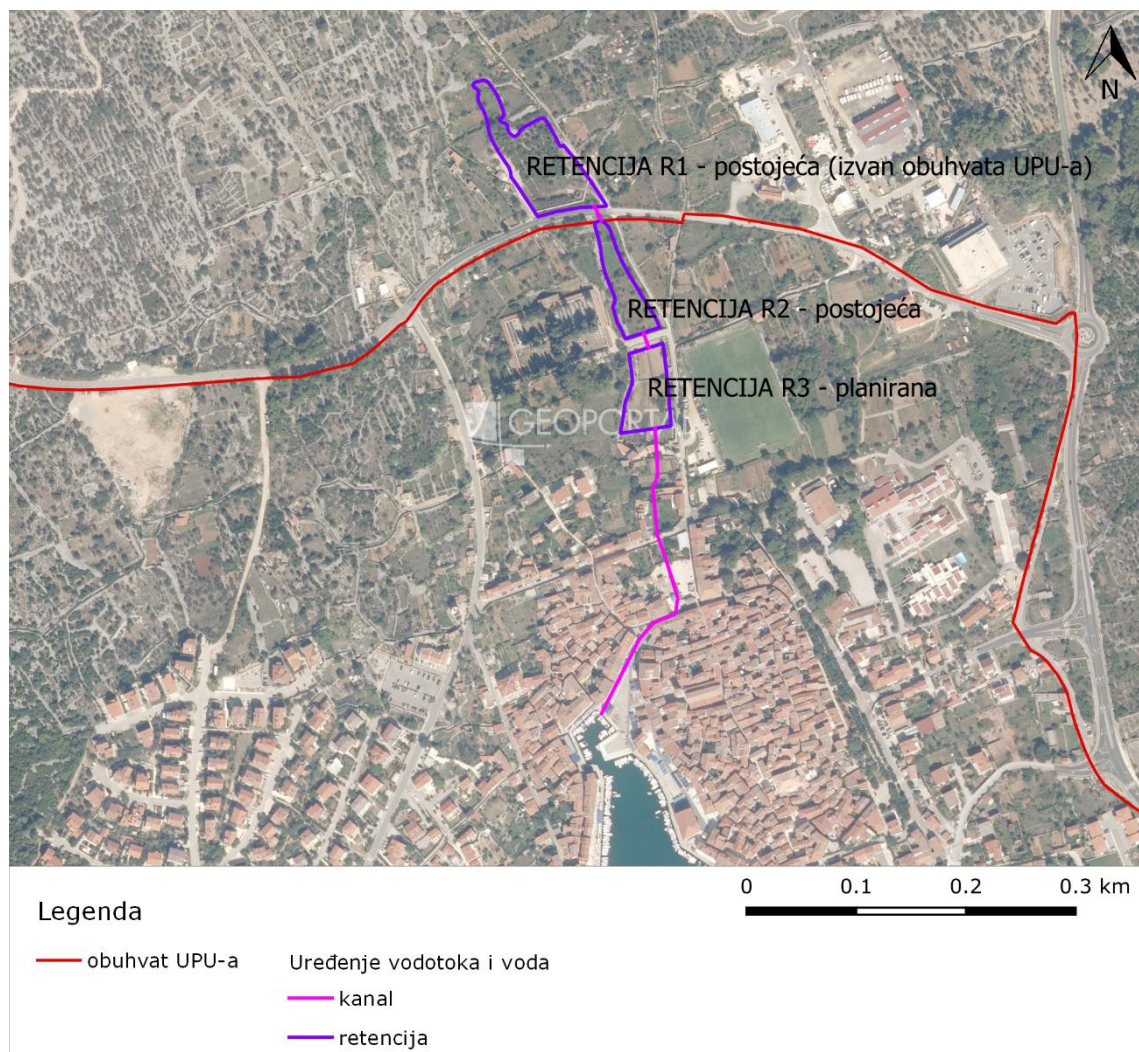 N
RETENCIJA R1 - postojeća (izvan obuhvata UPU-a)
RETENCIJA R2 - postojeća
RETENCIJA R3 - planirana
GEOPORTAL
0 0.1 0.2 0.3 km
Legenda
obuhvat UPU-a
Uređenje vodotoka i voda
kanal
retencija